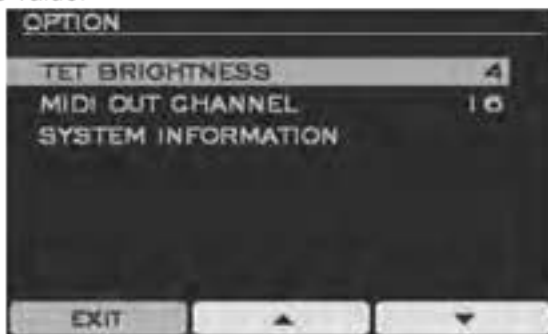 OPTION
TFT BRIGHTNESS 4
MIDI OUT CHANNEL 16
SYSTEM INFORMATION
EXIT ▲ ▼